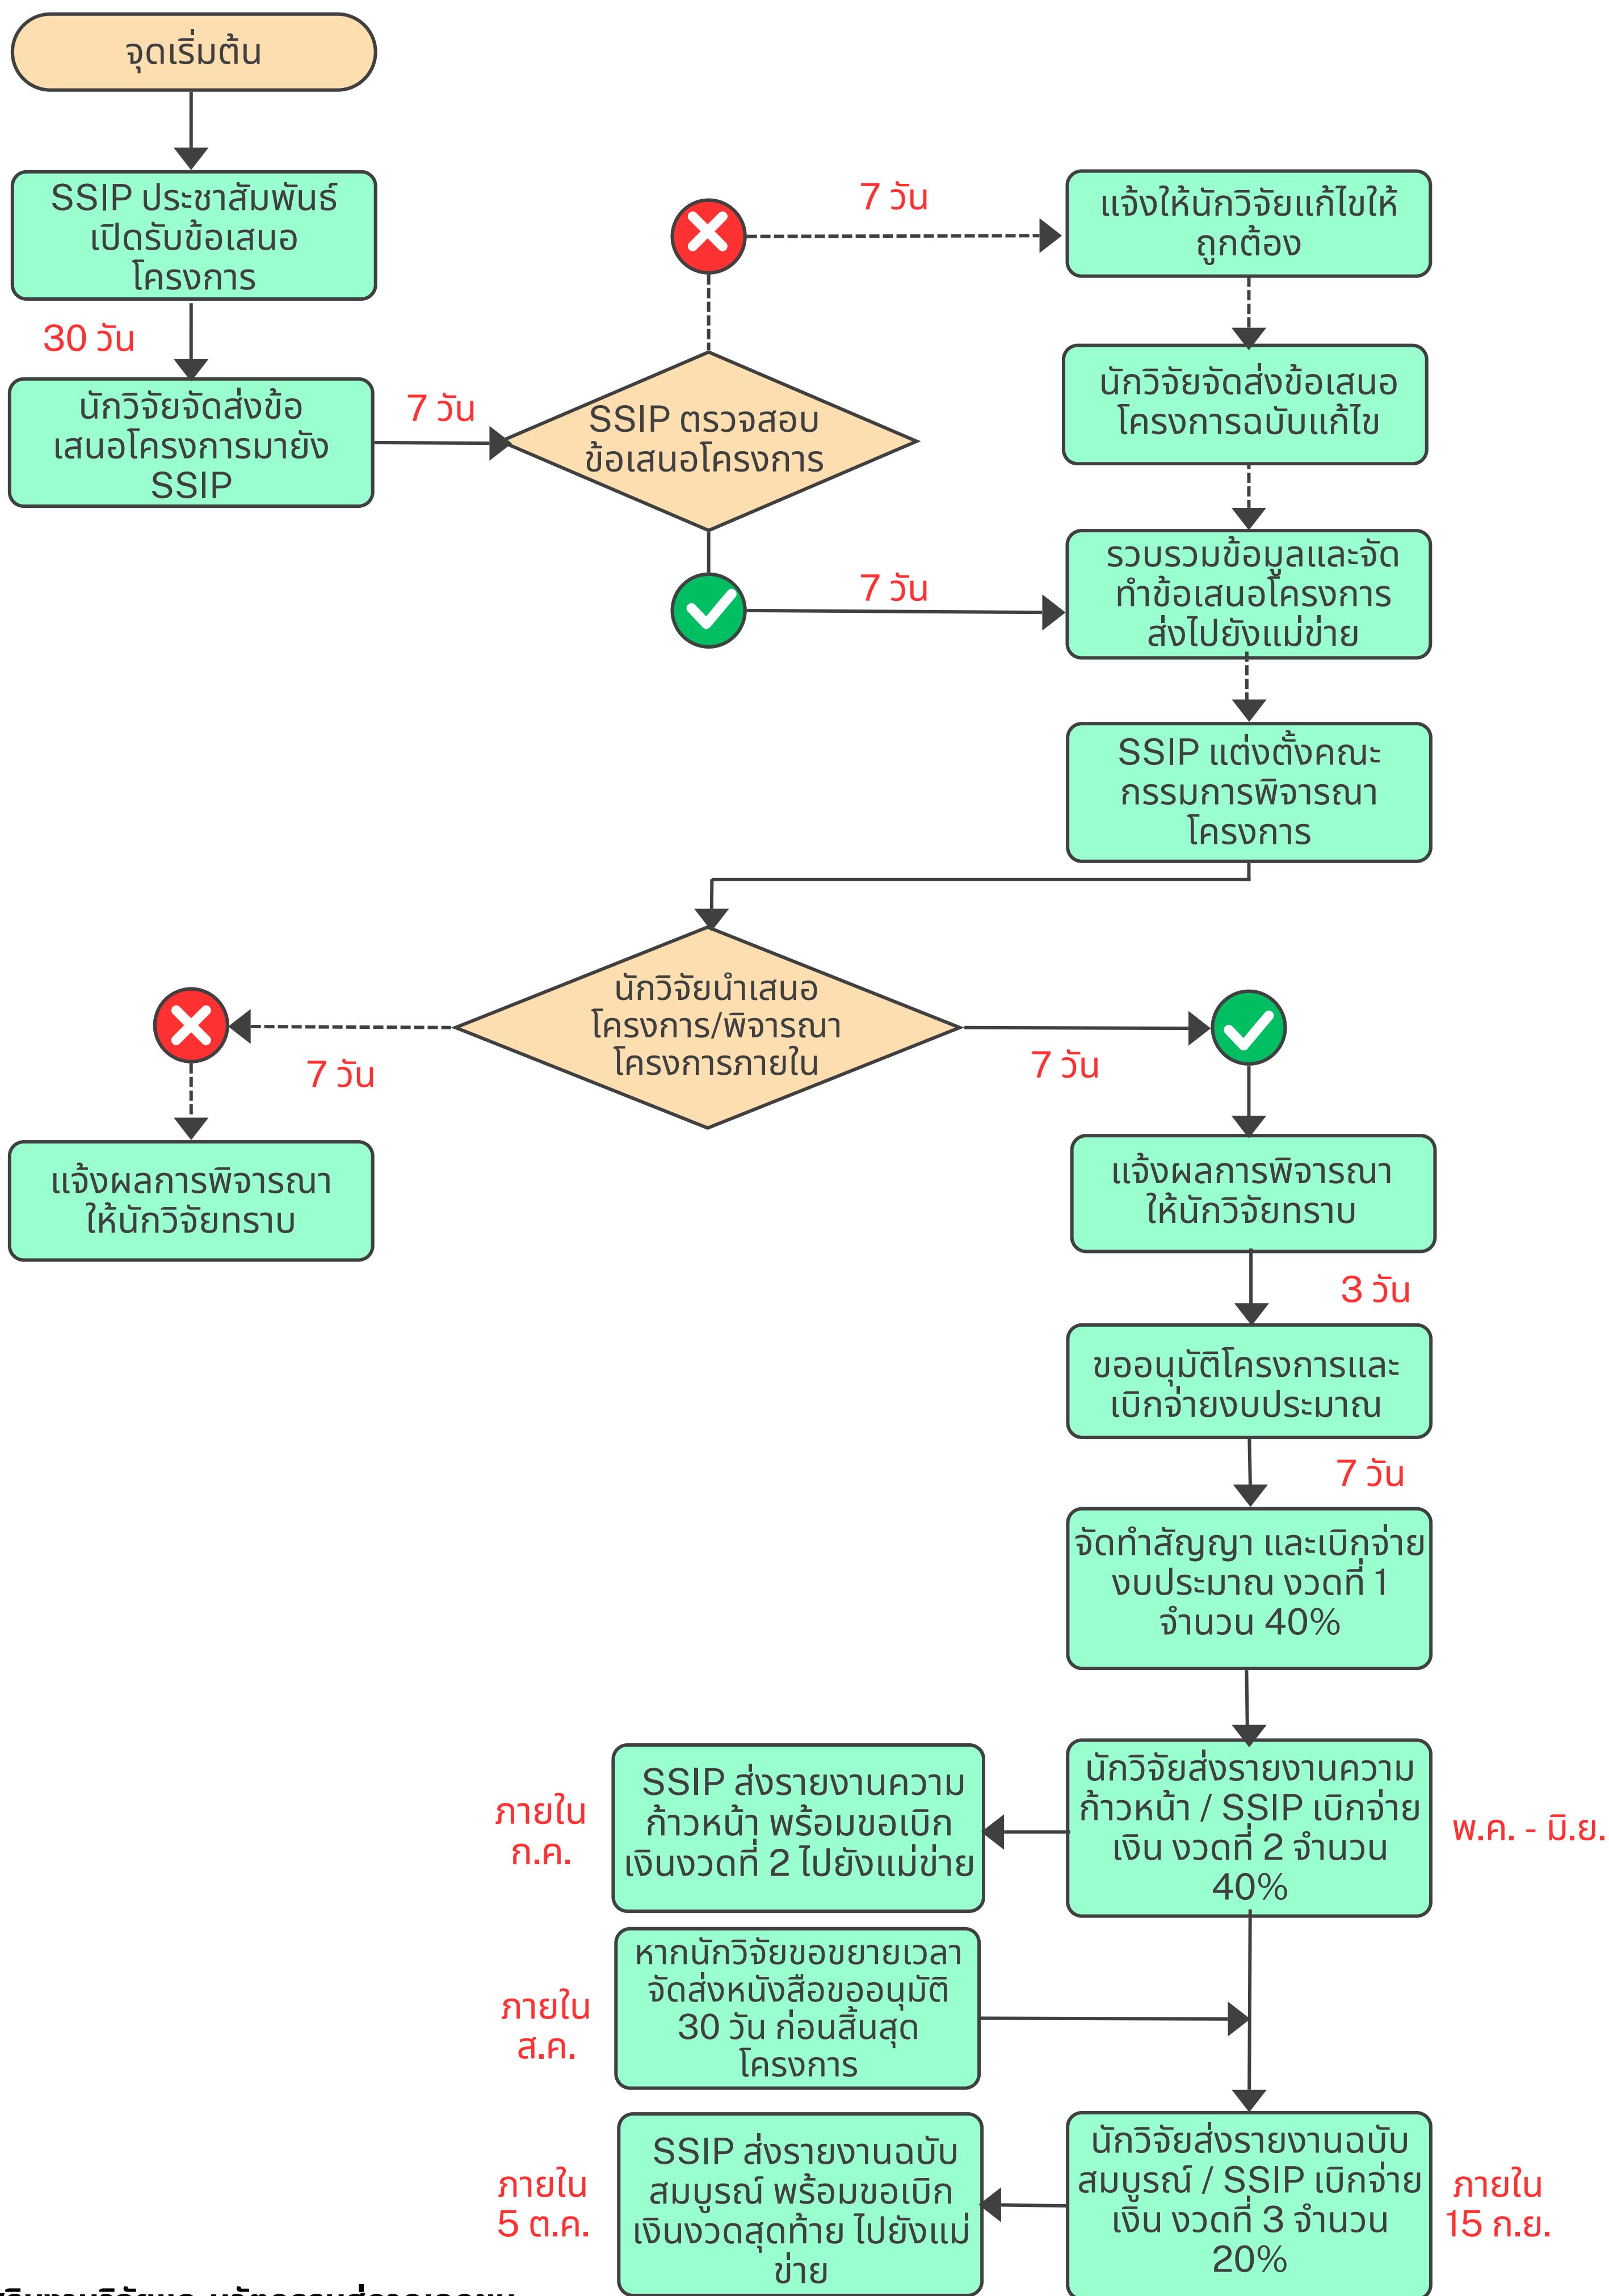 จุดเริ่มต้น
SSIP ประชาสัมพันธ์
เปิดรับข้อเสนอ
โครงการ
30 วัน
นักวิจัยจัดส่งข้อ
เสนอโครงการมายัง
SSIP
7 วัน
SSIP ตรวจสอบ
ข้อเสนอโครงการ
7 วัน
แจ้งให้นักวิจัยแก้ไขให้
ถูกต้อง
นักวิจัยจัดส่งข้อเสนอ
โครงการฉบับแก้ไข
7 วัน
รวบรวมข้อมูลและจัด
ทำข้อเสนอโครงการ
ส่งไปยังแม่ข่าย
SSIP แต่งตั้งคณะ
กรรมการพิจารณา
โครงการ
นักวิจัยนำเสนอ
โครงการ/พิจารณา
โครงการภายใน
7 วัน
แจ้งผลการพิจารณา
ให้นักวิจัยทราบ
7 วัน
แจ้งผลการพิจารณา
ให้นักวิจัยทราบ
3 วัน
ขออนุมัติโครงการและ
เบิกจ่ายงบประมาณ
7 วัน
จัดทำสัญญา และเบิกจ่าย
งบประมาณ งวดที่ 1
จำนวน 40%
นักวิจัยส่งรายงานความ
ก้าวหน้า / SSIP เบิกจ่าย
เงิน งวดที่ 2 จำนวน
40%
พ.ค. - มิ.ย.
SSIP ส่งรายงานความ
ก้าวหน้า พร้อมขอเบิก
เงินงวดที่ 2 ไปยังแม่ข่าย
ภายใน
ก.ค.
หากนักวิจัยขอขยายเวลา
จัดส่งหนังสือขออนุมัติ
30 วัน ก่อนสิ้นสุด
โครงการ
ภายใน
ส.ค.
นักวิจัยส่งรายงานฉบับ
สมบูรณ์ / SSIP เบิกจ่าย
เงิน งวดที่ 3 จำนวน
20%
ภายใน
15 ก.ย.
SSIP ส่งรายงานฉบับ
สมบูรณ์ พร้อมขอเบิก
เงินงวดสุดท้าย ไปยังแม่
ข่าย
ภายใน
5 ต.ค.